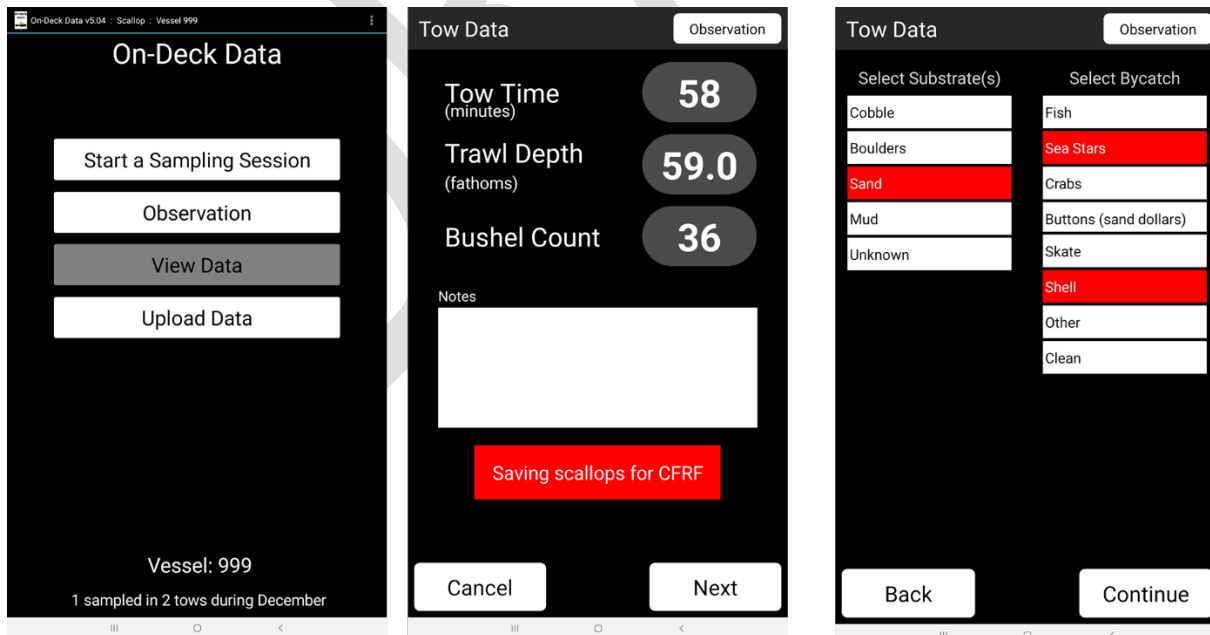 On-Deck Data v5.04 : Scallop : Vessel 999
On-Deck Data
Start a Sampling Session
Observation
View Data
Upload Data
Vessel: 999
1 sampled in 2 tows during December
Tow Data
Observation
Tow Time
(minutes)
58
Trawl Depth
(fathoms)
59.0
Bushel Count
36
Notes
Saving scallops for CFRF
Cancel
Next
Tow Data
Observation
Select Substrate(s)
Cobble
Boulders
Sand
Mud
Unknown
Select Bycatch
Fish
Sea Stars
Crabs
Buttons (sand dollars)
Skate
Shell
Other
Clean
Back
Continue